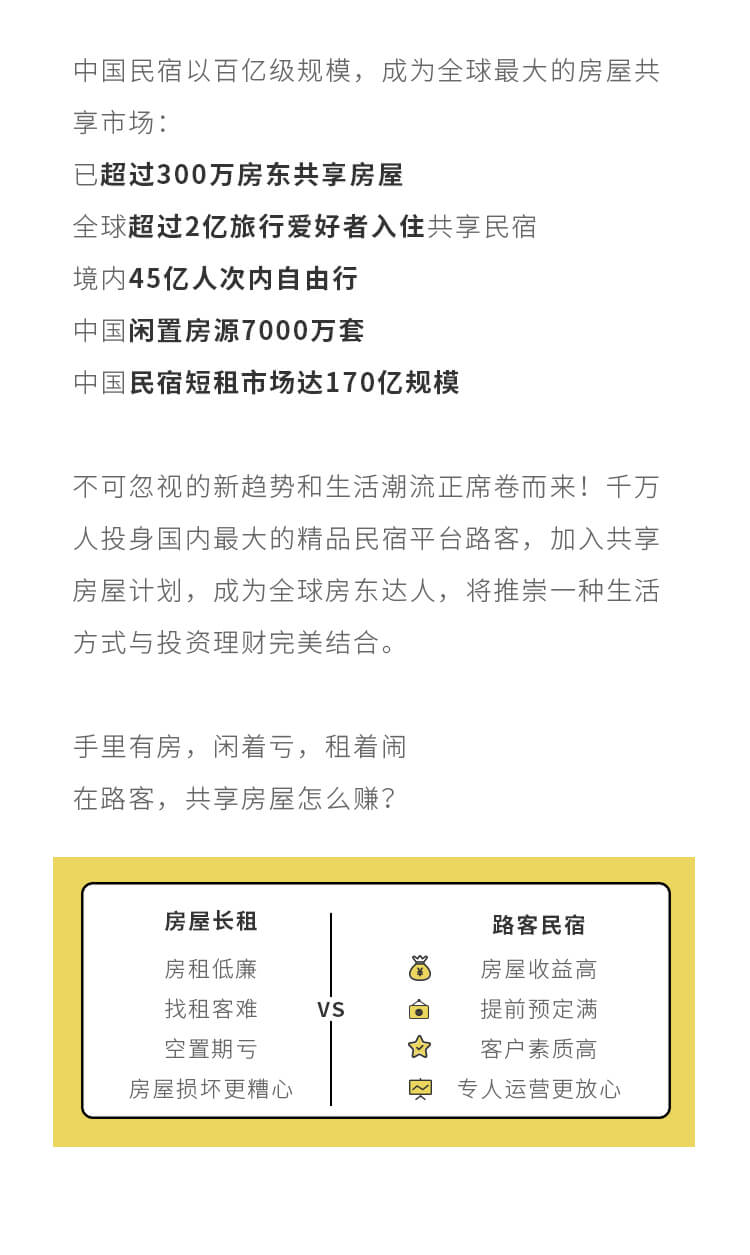 中国民宿以百亿级规模，成为全球最大的房屋共
享市场：
已超过300万房东共享房屋
全球超过2亿旅行爱好者入住共享民宿
境内45亿人次内自由行
中国闲置房源7000万套
中国民宿短租市场达170亿规模
不可忽视的新趋势和生活潮流正席卷而来！千万
人投身国内最大的精品民宿平台路客，加入共享
房屋计划，成为全球房东达人，将推崇一种生活
方式与投资理财完美结合。
手里有房，闲着亏，租着闹
在路客，共享房屋怎么赚？
房屋长租
房租低廉
找租客难
空置期亏
房屋损坏更糟心
VS
路客民宿
¥ 房屋收益高
提前预定满
客户素质高
专人运营更放心